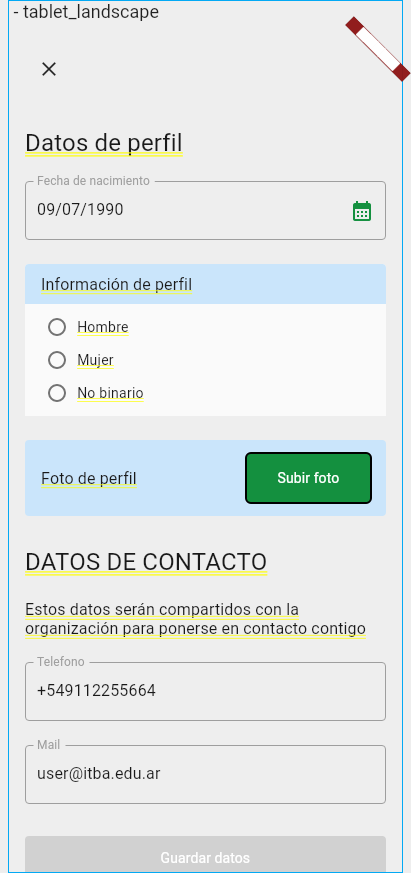 - tablet_landscape
Datos de perfil
Fecha de nacimiento
09/07/1990
Información de perfil
Hombre
Mujer
No binario
Foto de perfil
Subir foto
DATOS DE CONTACTO
Estos datos serán compartidos con la
organización para ponerse en contacto contigo
Telefono
+549112255664
Mail
user@itba.edu.ar
Guardar datos